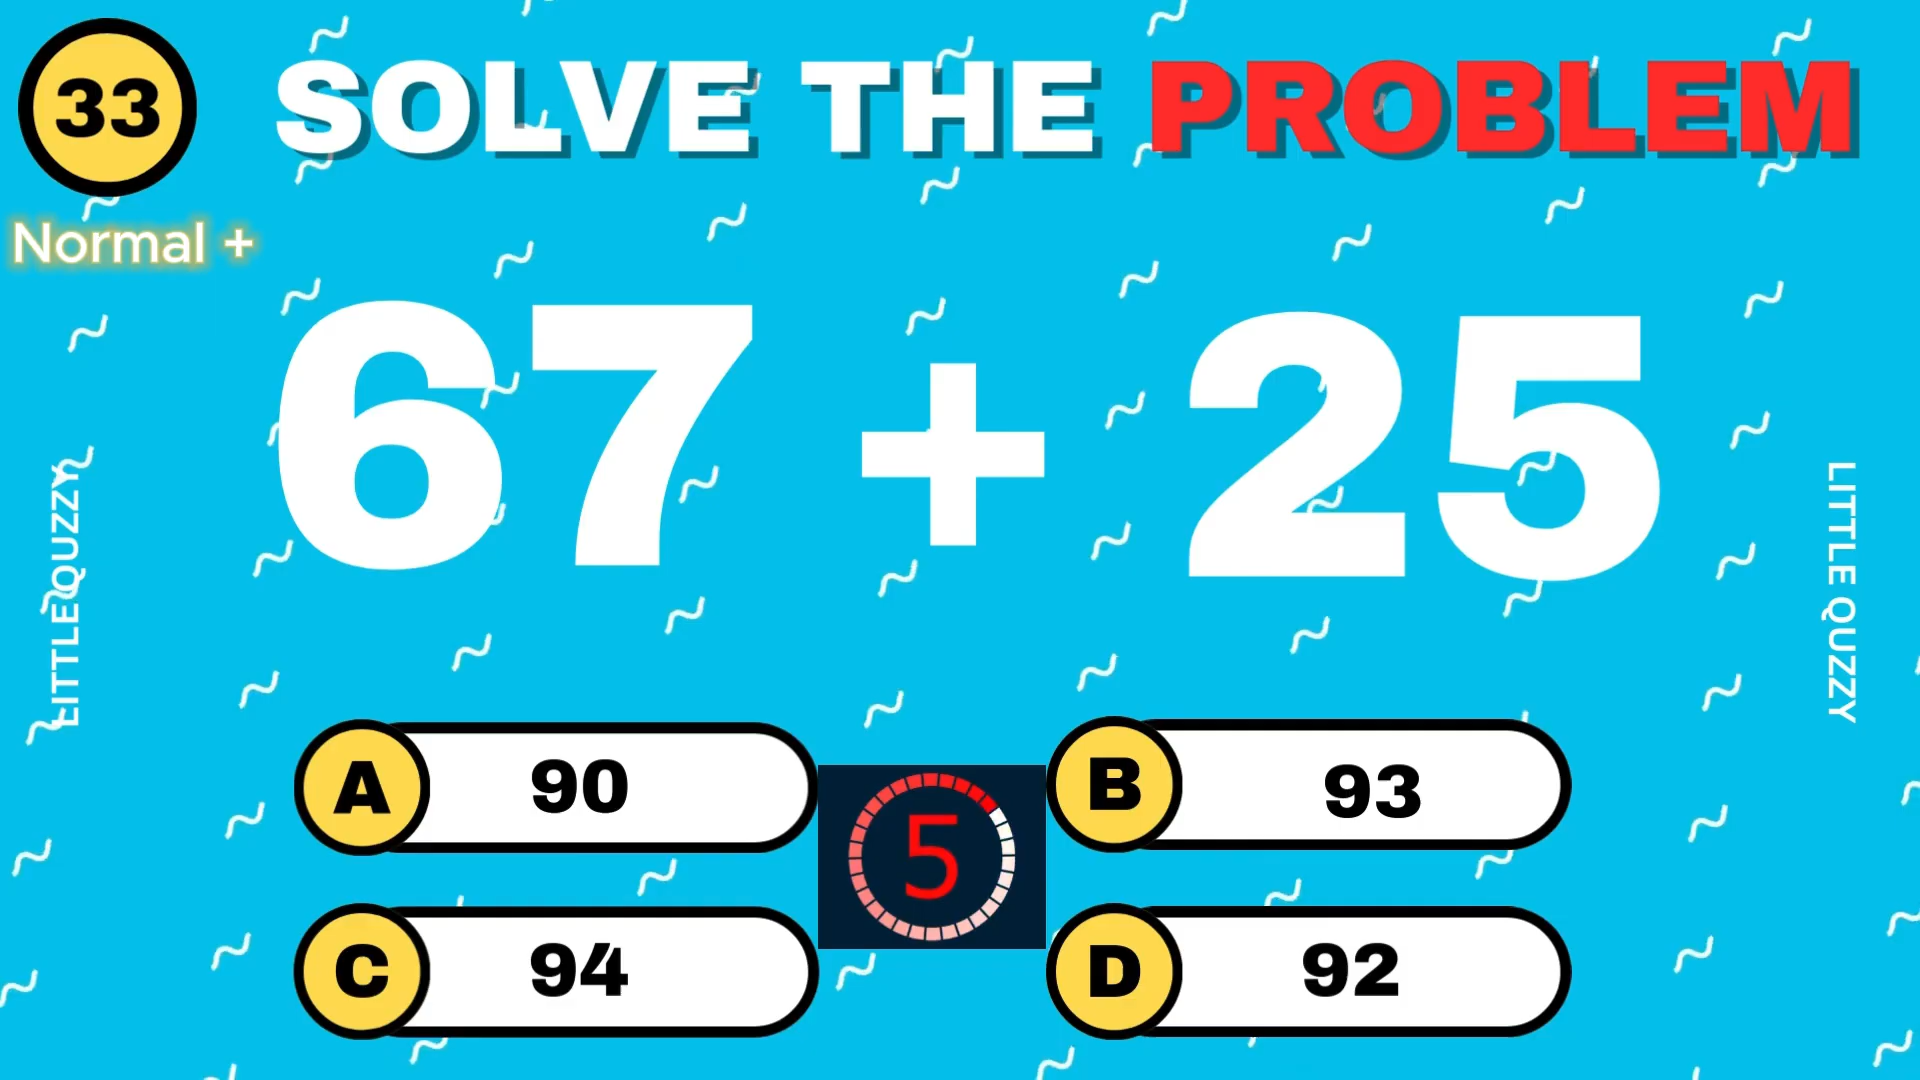 33
SOLVE THE PROBLEM
Normal +
67 + 25
LITTLE QUZZY
LITTLE QUZZY
A 90
B 93
5
C 94
D 92